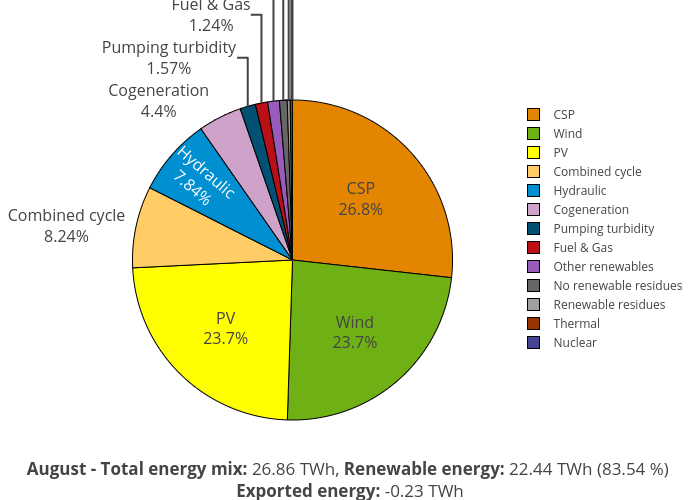 Fuel & Gas
1.24%
Pumping turbidity
1.57%
Cogeneration
4.4%
Hydraulic
7.84%
Combined cycle
8.24%
CSP
26.8%
PV
23.7%
Wind
23.7%
CSP
Wind
PV
Combined cycle
Hydraulic
Cogeneration
Pumping turbidity
Fuel & Gas
Other renewables
No renewable residues
Renewable residues
Thermal
Nuclear
August - Total energy mix: 26.86 TWh, Renewable energy: 22.44 TWh (83.54 %)
Exported energy: -0.23 TWh